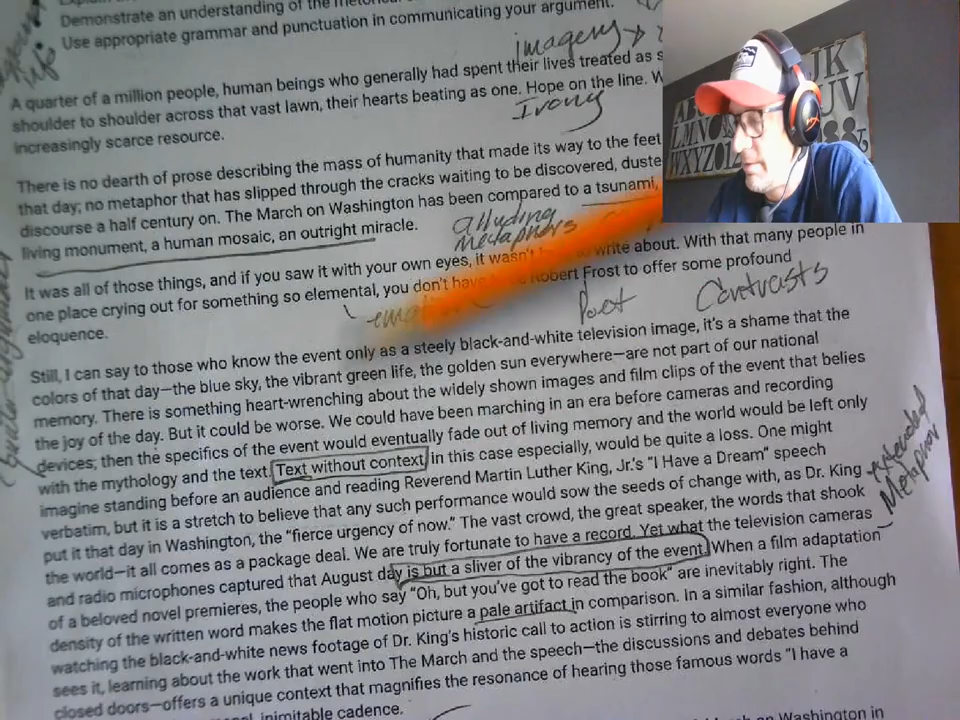 Demonstrate an understanding of the rhetorical
Use appropriate grammar and punctuation in communicating your argument.
life
imagery →
A quarter of a million people, human beings who generally had spent their lives treated as s
shoulder to shoulder across that vast lawn, their hearts beating as one. Hope on the line. W
Irony
increasingly scarce resource.
There is no dearth of prose describing the mass of humanity that made its way to the feet
that day; no metaphor that has slipped through the cracks waiting to be discovered, duste
discourse a half century on. The March on Washington has been compared to a tsunami,
living monument, a human mosaic, an outright miracle.
alluding
metaphors
It was all of those things, and if you saw it with your own eyes, it wasn't write about. With that many people in
one place crying out for something so elemental, you don't have Robert Frost to offer some profound
eloquence.
Poet
Contrasts
Still, I can say to those who know the event only as a steely black-and-white television image, it's a shame that the
colors of that day—the blue sky, the vibrant green life, the golden sun everywhere—are not part of our national
memory. There is something heart-wrenching about the widely shown images and film clips of the event that belies
the joy of the day. But it could be worse. We could have been marching in an era before cameras and recording
devices; then the specifics of the event would eventually fade out of living memory and the world would be left only
with the mythology and the text. Text without context in this case especially, would be quite a loss. One might
imagine standing before an audience and reading Reverend Martin Luther King, Jr.'s "I Have a Dream" speech
verbatim, but it is a stretch to believe that any such performance would sow the seeds of change with, as Dr. King
put it that day in Washington, the "fierce urgency of now." The vast crowd, the great speaker, the words that shook
the world—it all comes as a package deal. We are truly fortunate to have a record. Yet what the television cameras
and radio microphones captured that August day is but a sliver of the vibrancy of the event. When a film adaptation
of a beloved novel premieres, the people who say "Oh, but you've got to read the book" are inevitably right. The
density of the written word makes the flat motion picture a pale artifact in comparison. In a similar fashion, although
watching the black-and-white news footage of Dr. King's historic call to action is stirring to almost everyone who
sees it, learning about the work that went into The March and the speech—the discussions and debates behind
closed doors—offers a unique context that magnifies the resonance of hearing those famous words "I have a
inimitable cadence.
extended
Metaphor
March on Washington in
JK
UV
LMNO
WXYZ